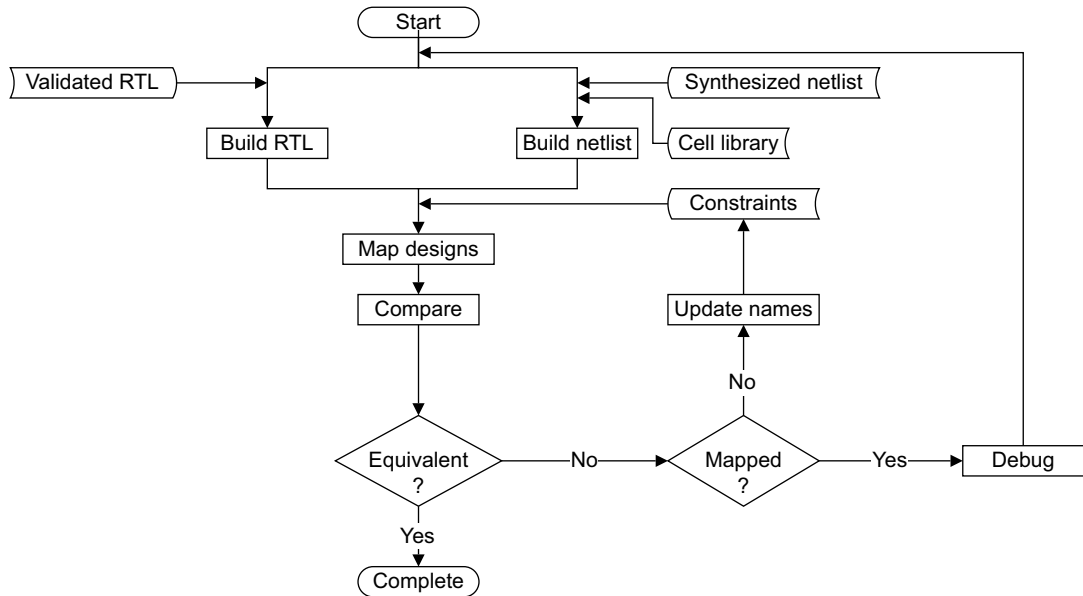 Start
Validated RTL
Synthesized netlist
Build RTL
Build netlist
Cell library
Constraints
Map designs
Compare
Update names
No
Equivalent
?
No
Mapped
?
Yes
Debug
Yes
Complete